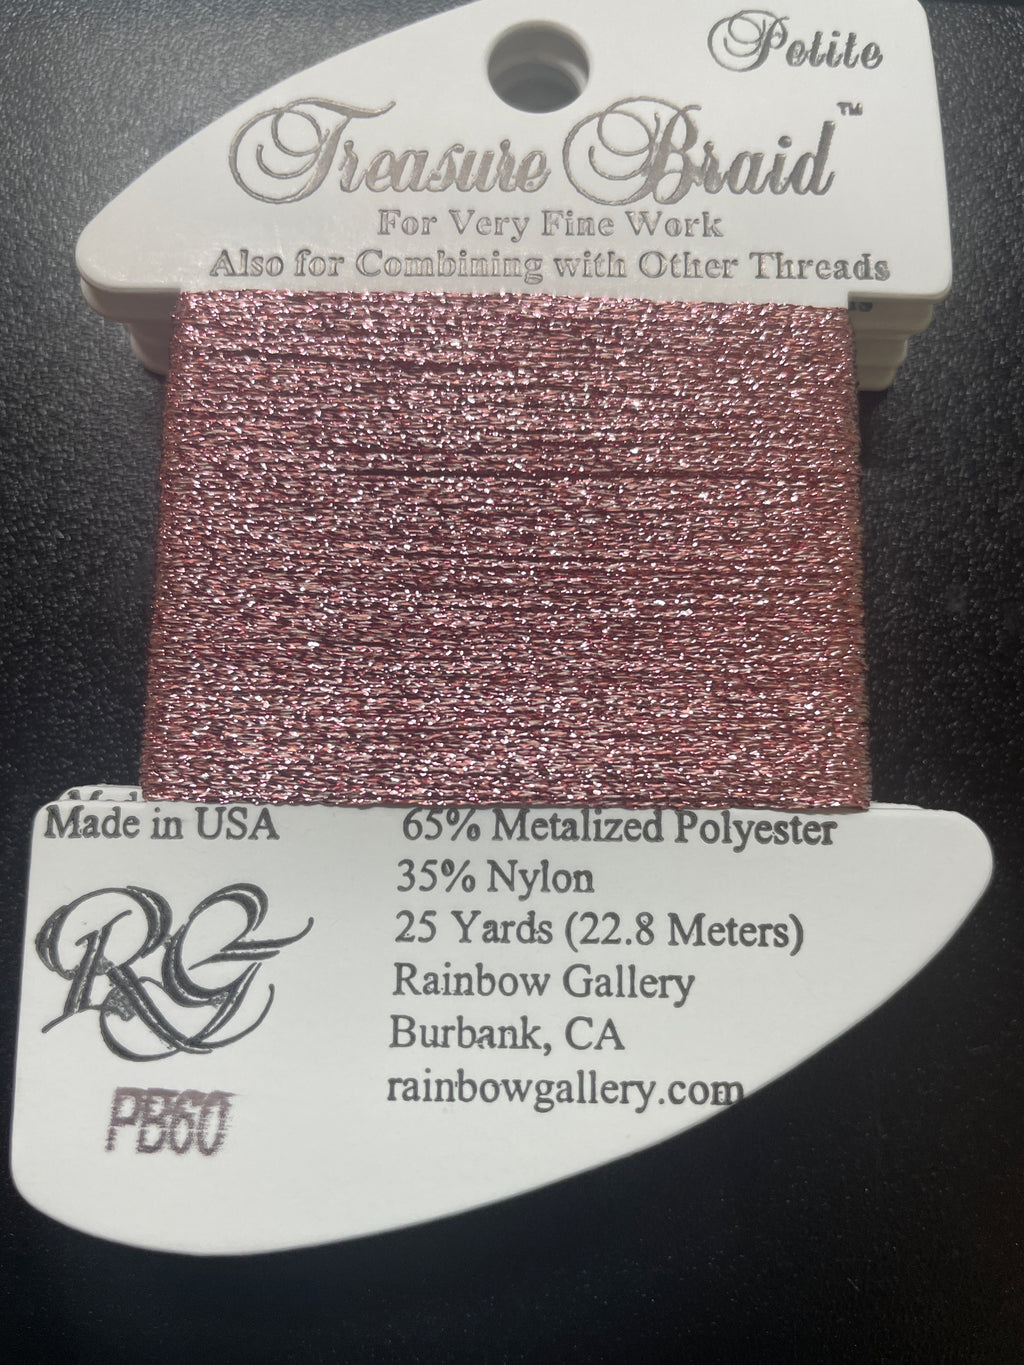 Petite
Treasure Braid™
For Very Fine Work
Also for Combining with Other Threads
Made in USA
65% Metalized Polyester
35% Nylon
25 Yards (22.8 Meters)
Rainbow Gallery
Burbank, CA
rainbowgallery.com
RG
PB60